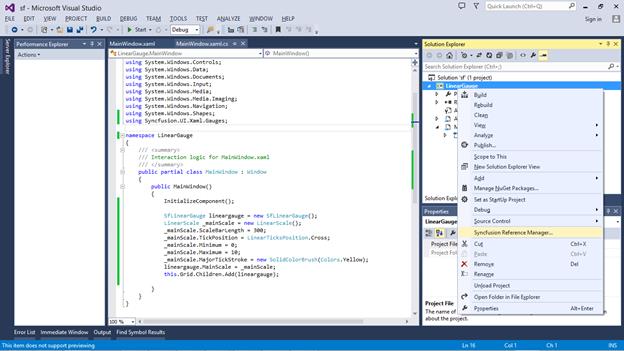 sf - Microsoft Visual Studio
Quick Launch (Ctrl+Q)
FILE EDIT VIEW PROJECT BUILD DEBUG TEAM TOOLS TEST ANALYZE WINDOW HELP
Sign in
Start Debug
Server Explorer
Performance Explorer
Actions
MainWindow.xaml MainWindow.xaml.cs
LinearGauge.MainWindow MainWindow()
using System.Windows.Controls;
using System.Windows.Data;
using System.Windows.Documents;
using System.Windows.Input;
using System.Windows.Media;
using System.Windows.Media.Imaging;
using System.Windows.Navigation;
using System.Windows.Shapes;
using Syncfusion.UI.Xaml.Gauges;
namespace LinearGauge
{
/// <summary>
/// Interaction logic for MainWindow.xaml
/// </summary>
public partial class MainWindow : Window
{
public MainWindow()
{
InitializeComponent();
SfLinearGauge lineargauge = new SfLinearGauge();
LinearScale _mainScale = new LinearScale();
_mainScale.ScaleBarLength = 300;
_mainScale.TickPosition = LinearTicksPosition.Cross;
_mainScale.Minimum = 0;
_mainScale.Maximum = 10;
_mainScale.MajorTickStroke = new SolidColorBrush(Colors.Yellow);
lineargauge.MainScale = _mainScale;
this.Grid.Children.Add(lineargauge);
}
}
}
100 %
Solution Explorer
Search Solution Explorer (Ctrl+;)
Solution 'sf' (1 project)
LinearGauge
Build
Rebuild
Clean
View
Analyze
Publish...
Scope to This
New Solution Explorer View
Add
Manage NuGet Packages...
Set as StartUp Project
Debug
Source Control
Syncfusion Reference Manager...
Cut Ctrl+X
Paste Ctrl+V
Remove Del
Rename
Unload Project
Open Folder in File Explorer
Properties Alt+Enter
Solution Explor
Properties
LinearGauge
Project File
Project Folde
Project File
The name of
about the project.
Error List Immediate Window Output Find Symbol Results
This item does not support previewing
Ln 16 Col 1 Ch 1 INS